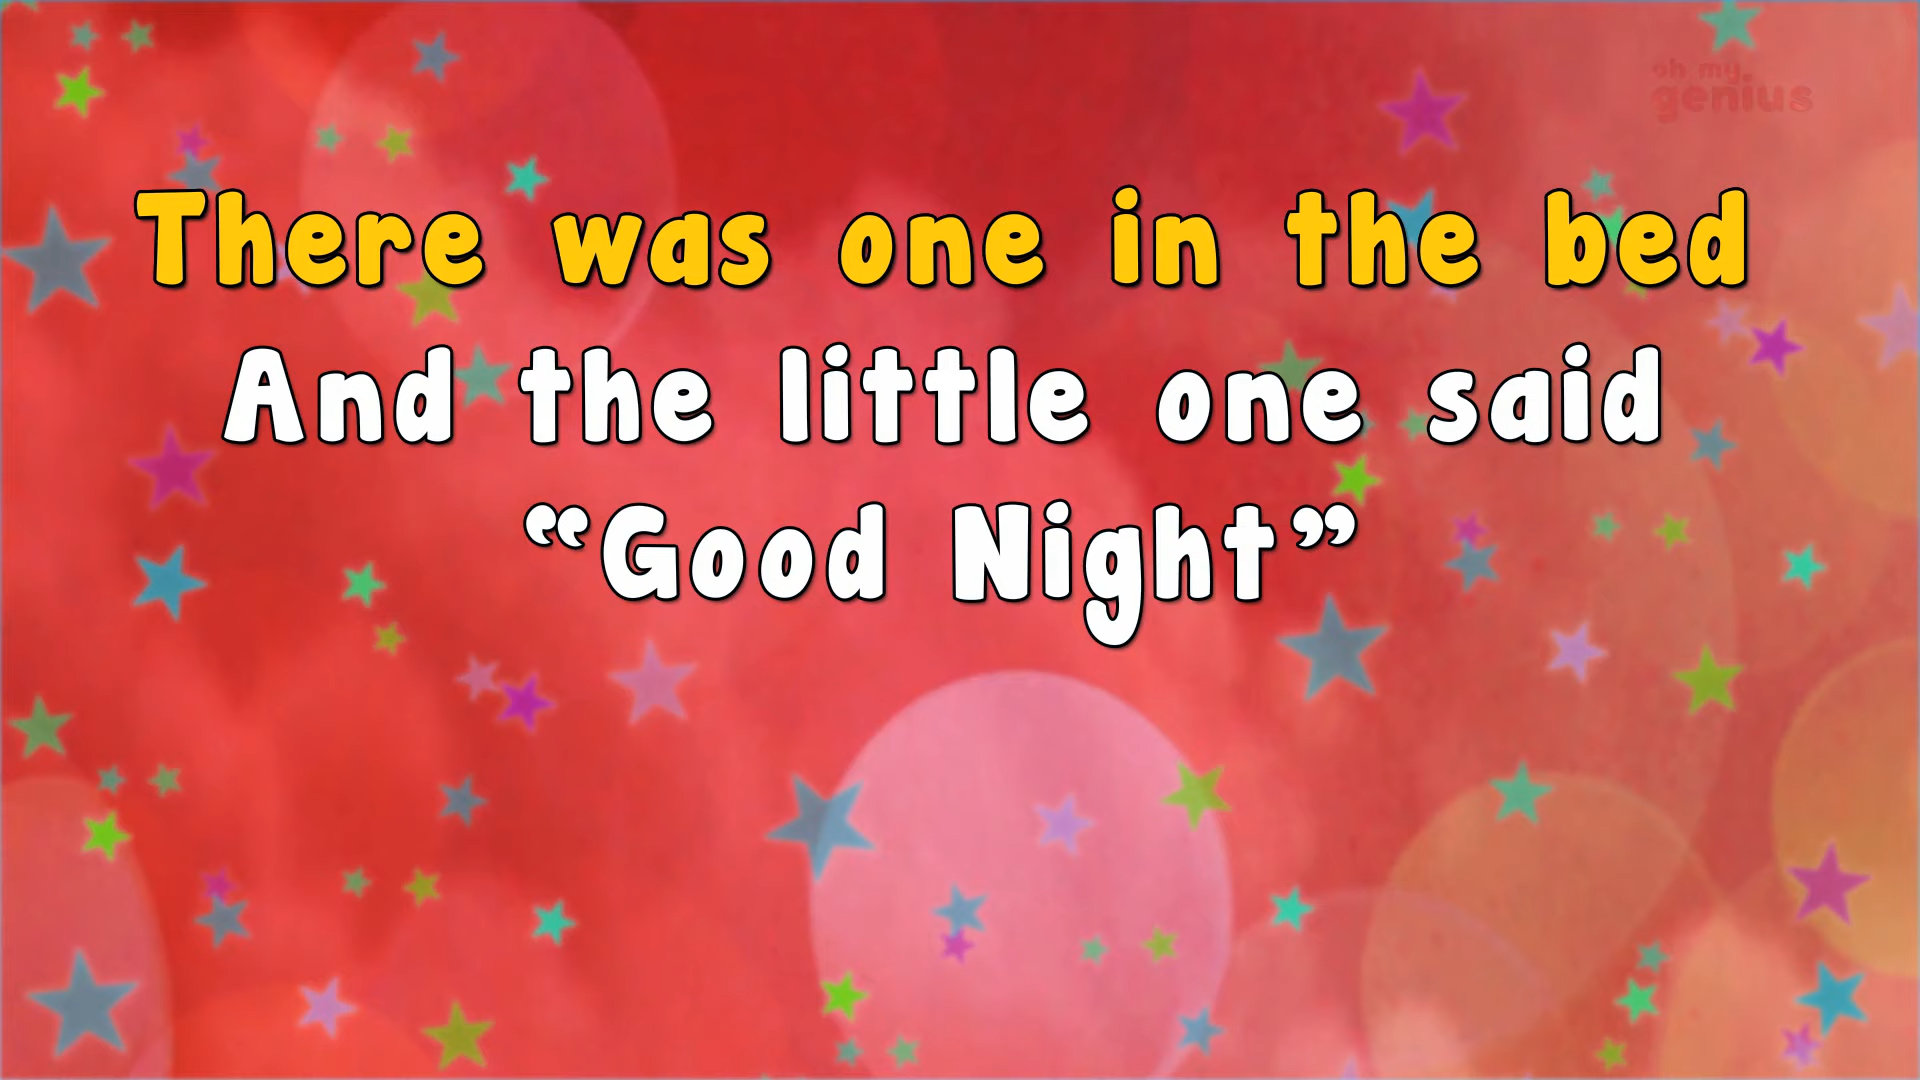 oh my
genius
There was one in the bed
And the little one said
“Good Night”